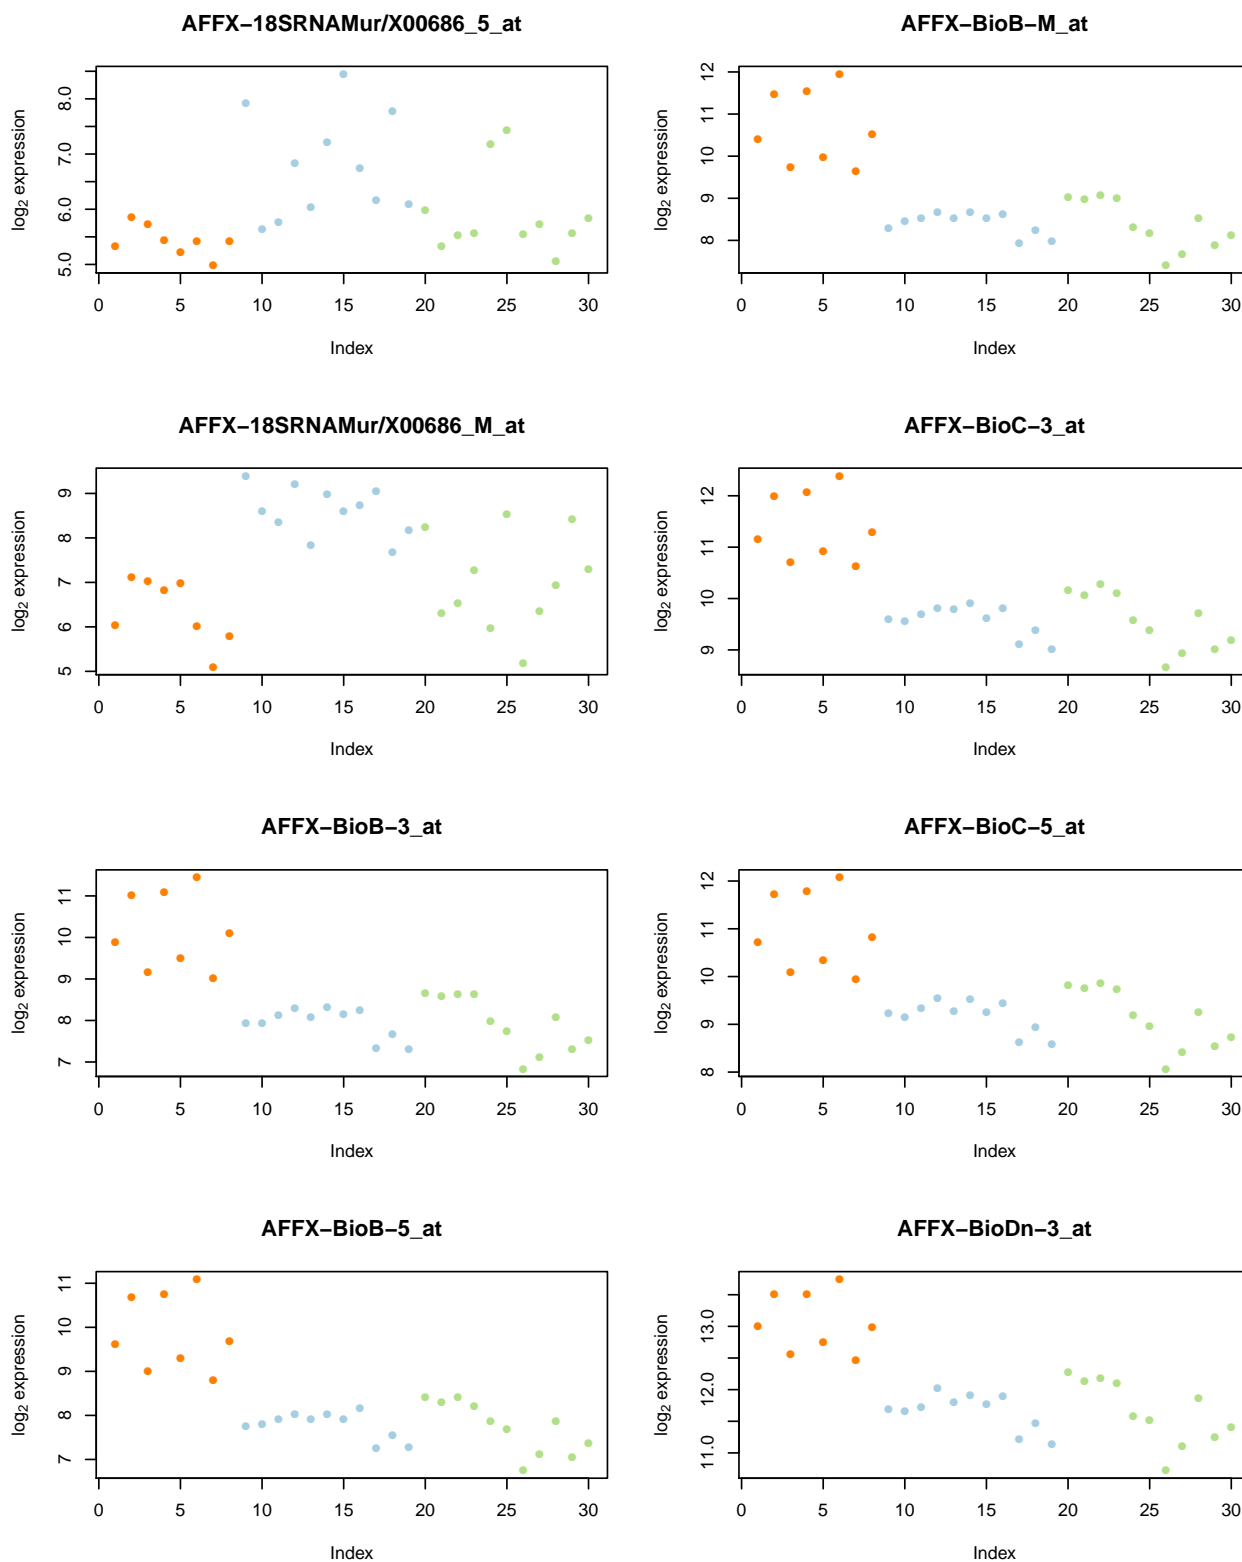 AFFX−18SRNAMur/X00686_5_at
log2 expression
5.0 6.0 7.0 8.0
0 5 10 15 20 25 30
Index
AFFX−BioB−M_at
log2 expression
8 9 10 11 12
0 5 10 15 20 25 30
Index
AFFX−18SRNAMur/X00686_M_at
log2 expression
5 6 7 8 9
0 5 10 15 20 25 30
Index
AFFX−BioC−3_at
log2 expression
9 10 11 12
0 5 10 15 20 25 30
Index
AFFX−BioB−3_at
log2 expression
7 8 9 10 11
0 5 10 15 20 25 30
Index
AFFX−BioC−5_at
log2 expression
8 9 10 11 12
0 5 10 15 20 25 30
Index
AFFX−BioB−5_at
log2 expression
7 8 9 10 11
0 5 10 15 20 25 30
Index
AFFX−BioDn−3_at
log2 expression
11.0 12.0 13.0
0 5 10 15 20 25 30
Index